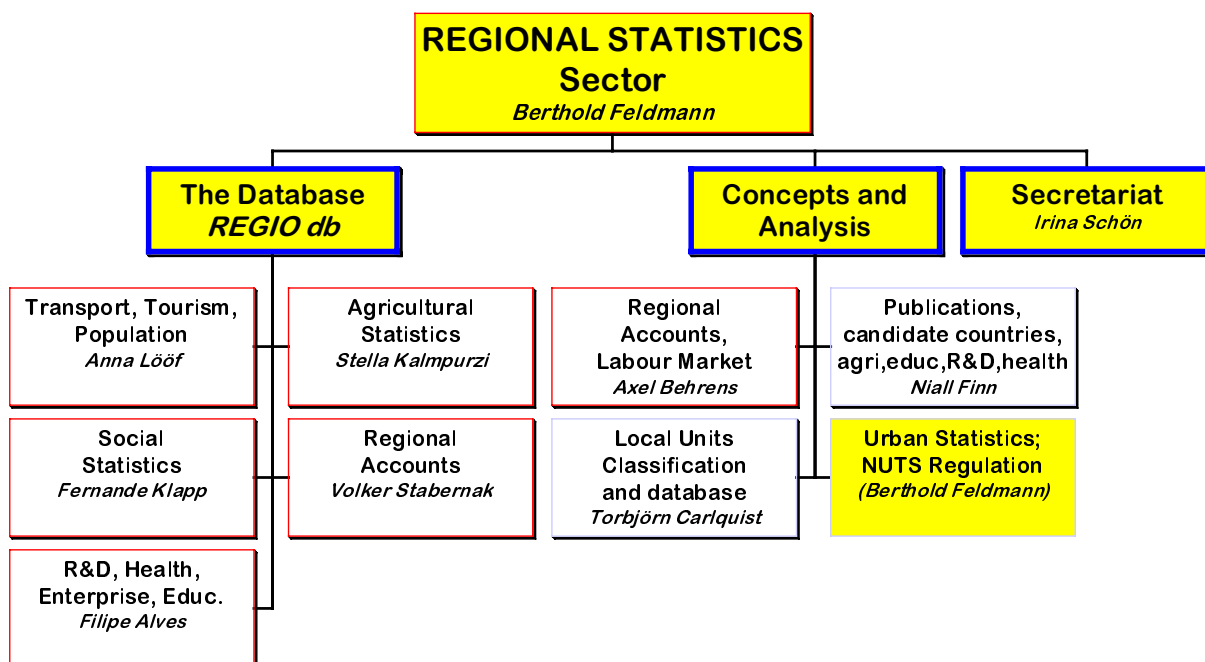 REGIONAL STATISTICS
Sector
Berthold Feldmann
The Database
REGIO db
Concepts and
Analysis
Secretariat
Irina Schön
Transport, Tourism,
Population
Anna Lööf
Agricultural
Statistics
Stella Kalmpurzi
Regional
Accounts,
Labour Market
Axel Behrens
Publications,
candidate countries,
agri,educ,R&D,health
Niall Finn
Social
Statistics
Fernande Klapp
Regional
Accounts
Volker Stabernak
Local Units
Classification
and database
Torbjörn Carlquist
Urban Statistics;
NUTS Regulation
(Berthold Feldmann)
R&D, Health,
Enterprise, Educ.
Filipe Alves